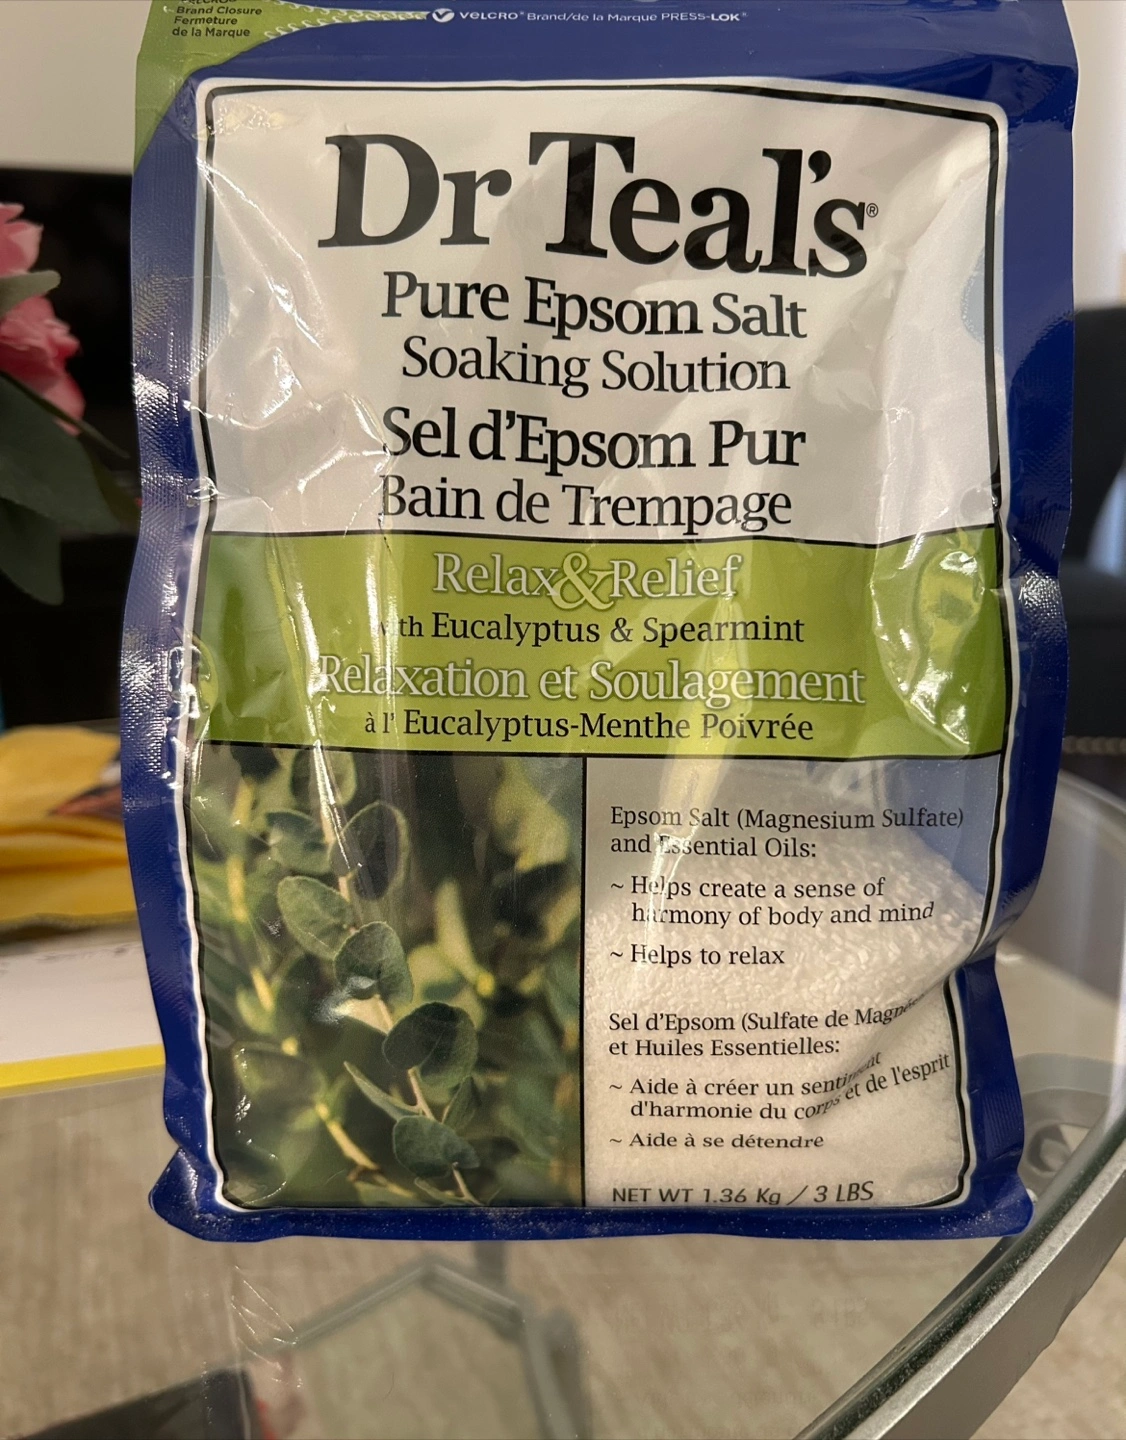 Brand Closure
Fermeture
de la Marque
VELCRO® Brand/de la Marque PRESS-LOK®
Dr Teal's®
Pure Epsom Salt
Soaking Solution
Sel d'Epsom Pur
Bain de Trempage
Relax & Relief
with Eucalyptus & Spearmint
Relaxation et Soulagement
à l' Eucalyptus-Menthe Poivrée
Epsom Salt (Magnesium Sulfate)
and Essential Oils:
~ Helps create a sense of
harmony of body and mind
~ Helps to relax
Sel d'Epsom (Sulfate de
et Huiles Essentielles:
~ Aide à créer un sentiment
d'harmonie du corps et de l'esprit
~ Aide à se détendre
NET WT 1.36 Kg / 3 LBS